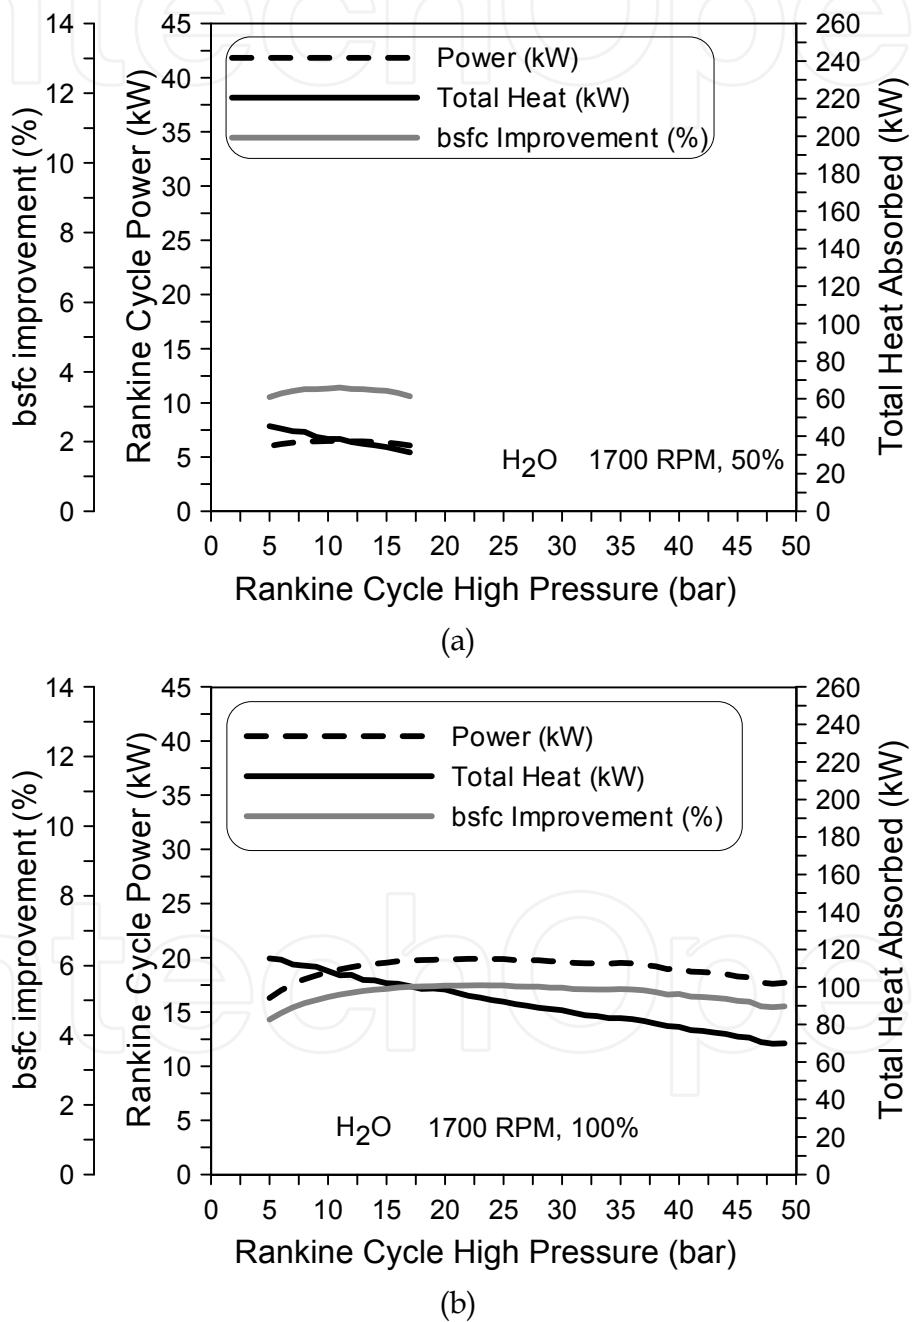 ntechOpe
Power (kW)
Total Heat (kW)
bsfc Improvement (%)
bsfc improvement (%)
14
12
10
8
6
4
2
0
Rankine Cycle Power (kW)
45
40
35
30
25
20
15
10
5
0
Total Heat Absorbed (kW)
260
240
220
200
180
160
140
120
100
80
60
40
20
0
H2O 1700 RPM, 50%
0 5 10 15 20 25 30 35 40 45 50
Rankine Cycle High Pressure (bar)
(a)
Power (kW)
Total Heat (kW)
bsfc Improvement (%)
bsfc improvement (%)
14
12
10
8
6
4
2
0
Rankine Cycle Power (kW)
45
40
35
30
25
20
15
10
5
0
Total Heat Absorbed (kW)
260
240
220
200
180
160
140
120
100
80
60
40
20
0
ntechOpe
H2O 1700 RPM, 100%
0 5 10 15 20 25 30 35 40 45 50
Rankine Cycle High Pressure (bar)
(b)